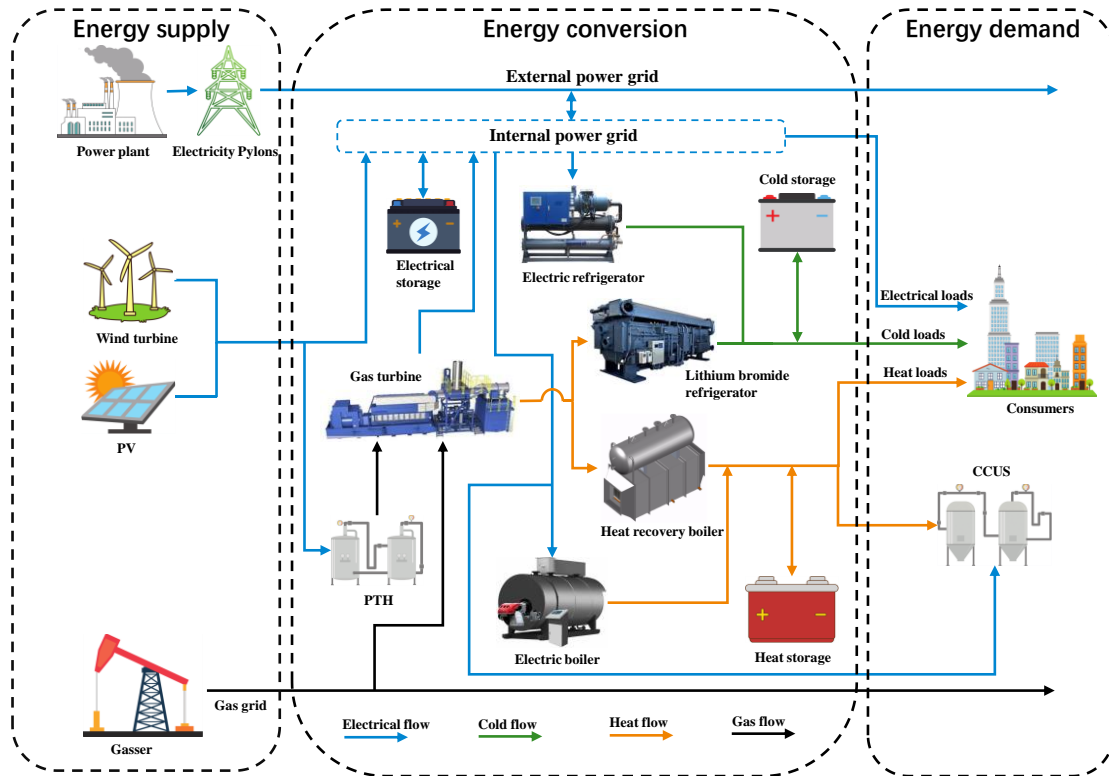 Energy supply
Energy conversion
Energy demand
External power grid
Power plant
Electricity Pylons
Internal power grid
Cold storage
+
−
+
−
Electrical
storage
Electric refrigerator
Electrical loads
Wind turbine
Cold loads
Gas turbine
Lithium bromide
refrigerator
Heat loads
Consumers
PV
CCUS
Heat recovery boiler
PTH
+
−
Electric boiler
Heat storage
Gas grid
Gasser
Electrical flow
Cold flow
Heat flow
Gas flow